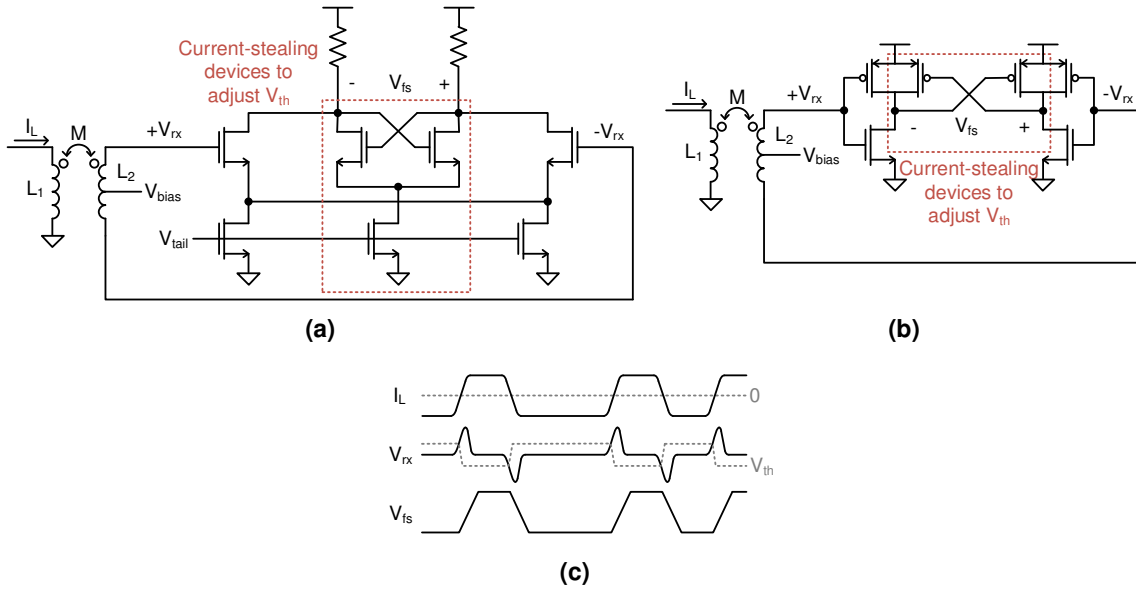 Current-stealing
devices to
adjust Vth
- Vfs +
IL
M
+Vrx
-Vrx
L1
L2
Vbias
Vtail
(a)
IL
M
+Vrx
-Vrx
- Vfs +
L1
L2
Vbias
Current-stealing
devices to
adjust Vth
(b)
IL
0
Vrx
Vth
Vfs
(c)